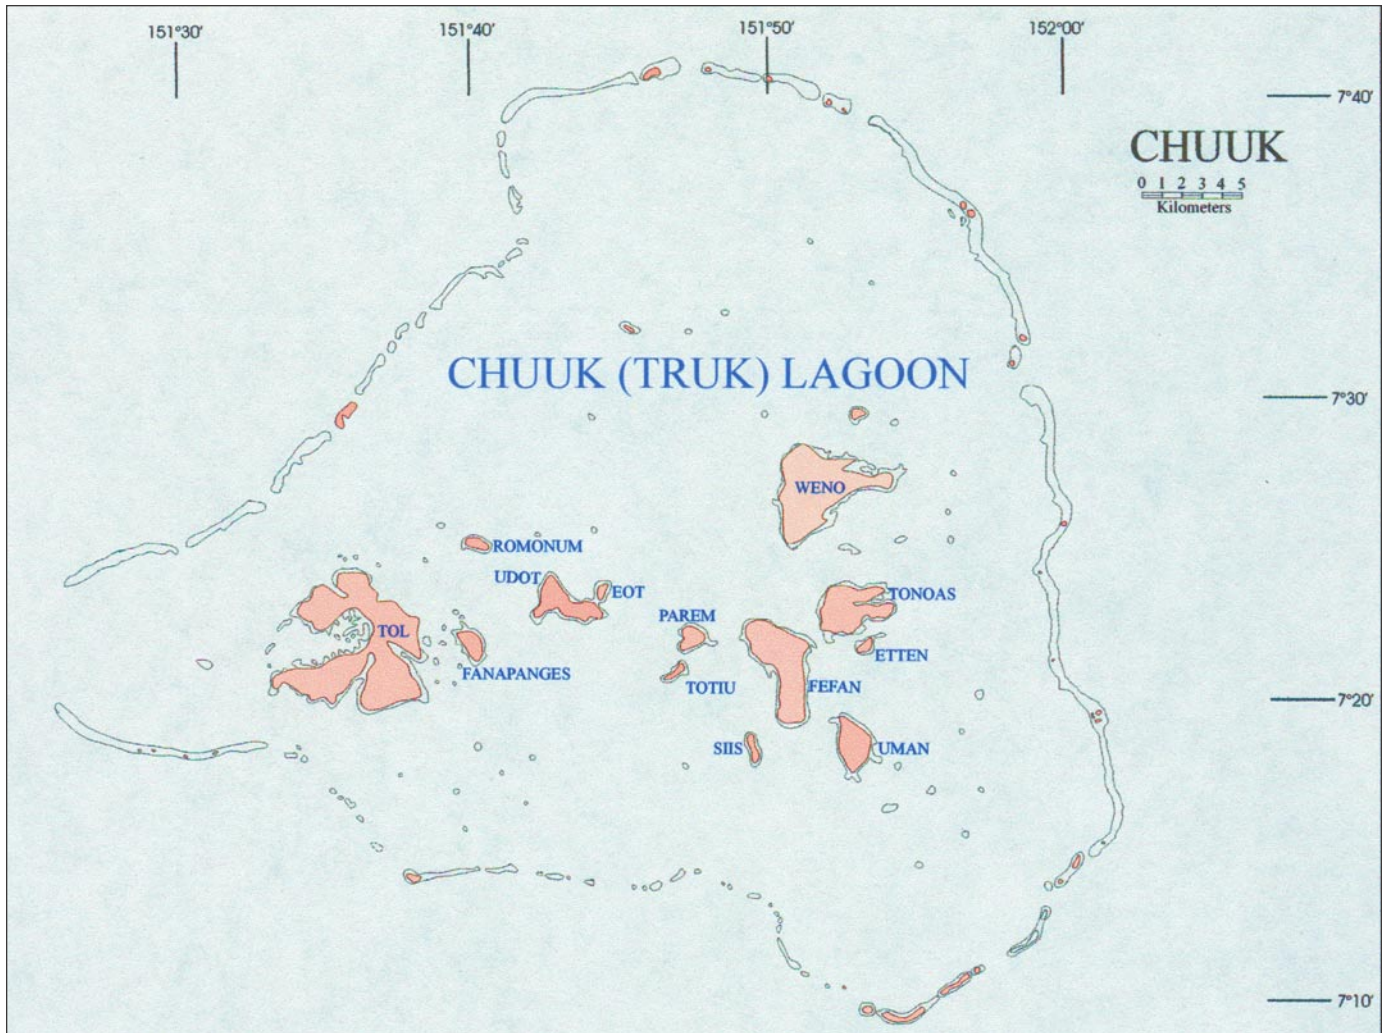 151°30′
151°40′
151°50′
152°00′
7°40′
CHUUK
0 1 2 3 4 5
Kilometers
CHUUK (TRUK) LAGOON
7°30′
WENO
ROMONUM
UDOT
EOT
TONOAS
PAREM
TOL
ETTEN
FANAPANGES
TOTIU
FEFAN
7°20′
SIIS
UMAN
7°10′